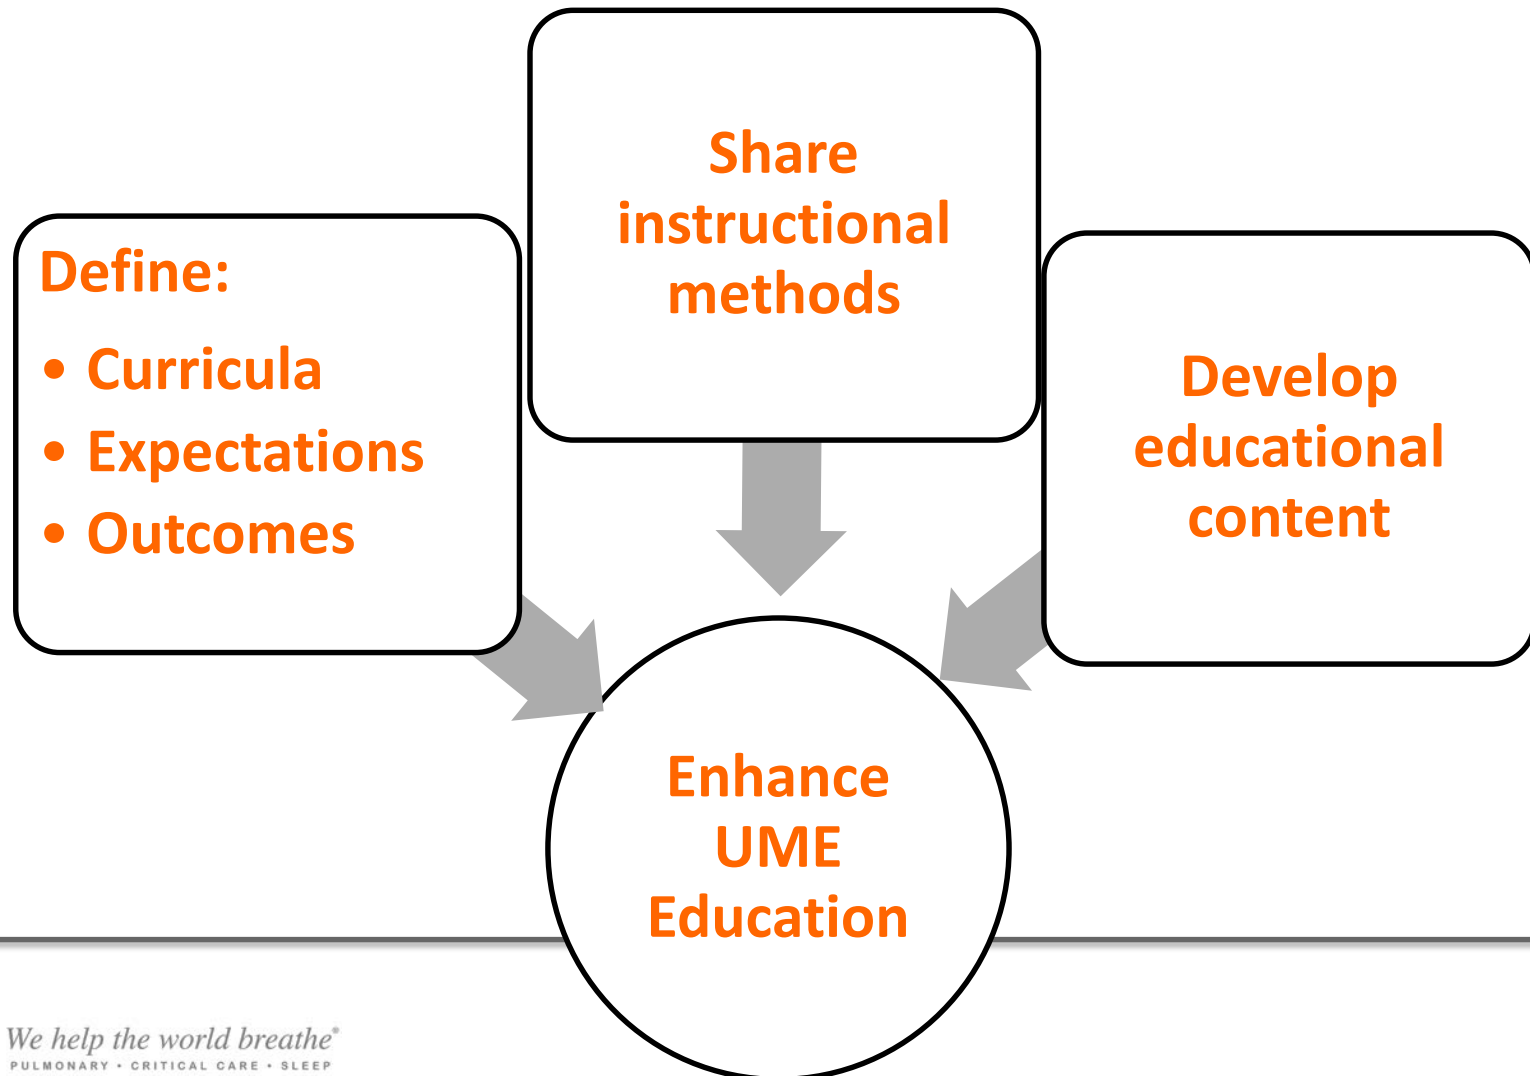 Define:
• Curricula
• Expectations
• Outcomes
Share
instructional
methods
Develop
educational
content
Enhance
UME
Education
We help the world breathe®
PULMONARY • CRITICAL CARE • SLEEP